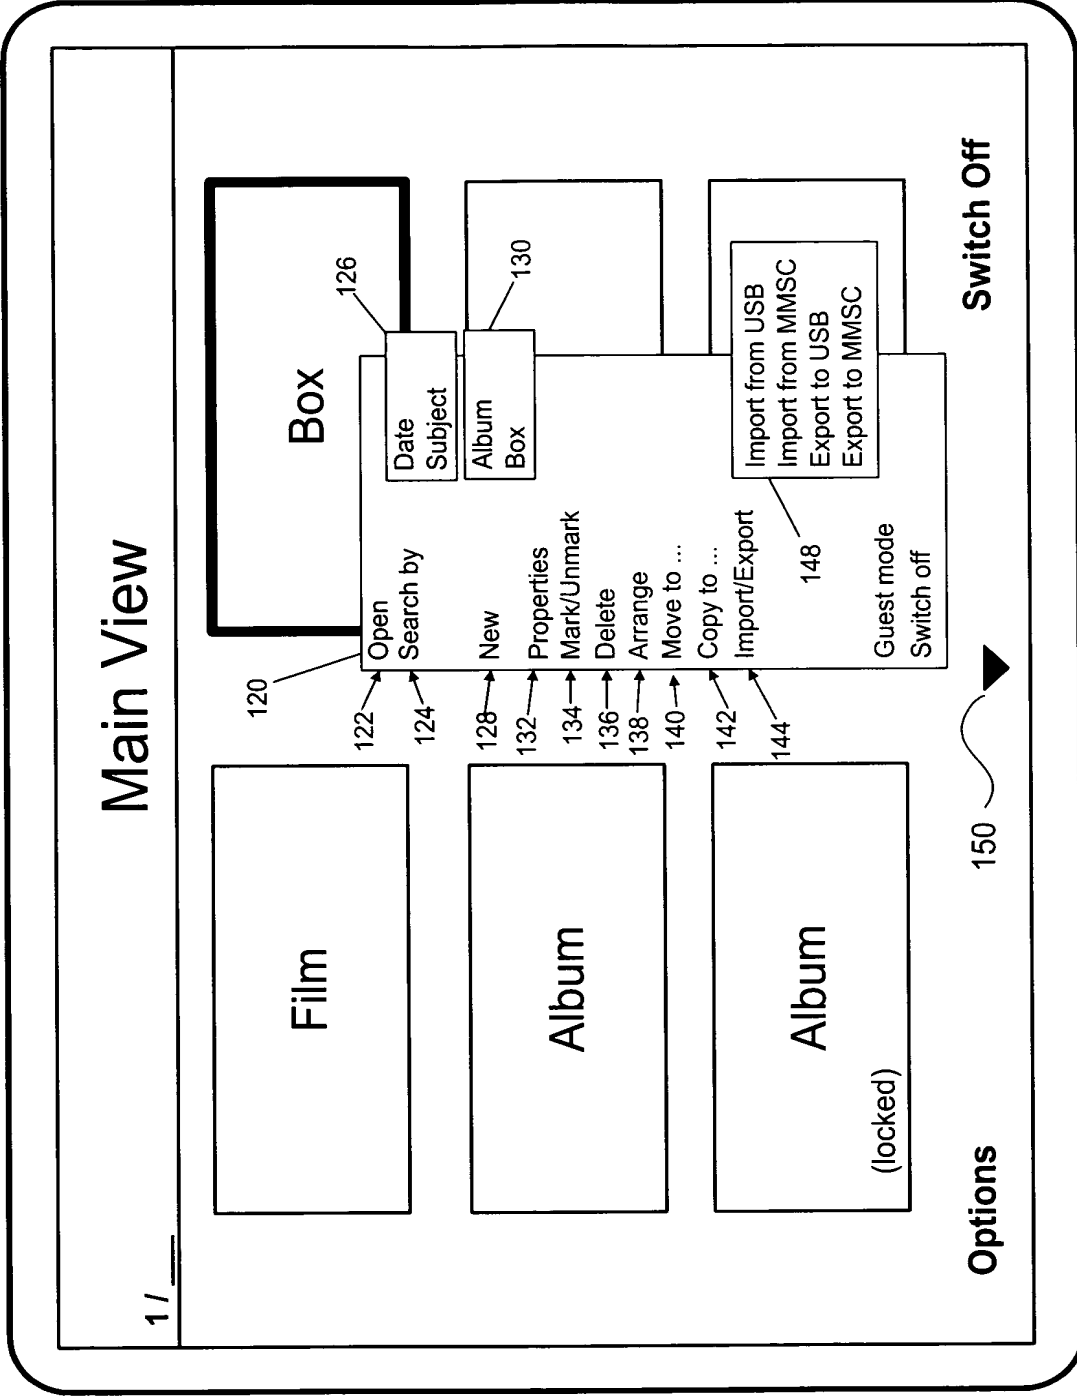 1 / __
Main View
Film
Box
120
122
Open
124
Search by
Date
Subject
126
128
New
Album
Box
130
132
Properties
134
Mark/Unmark
136
Delete
138
Arrange
140
Move to ...
142
Copy to ...
144
Import/Export
148
Import from USB
Import from MMSC
Export to USB
Export to MMSC
Guest mode
Switch off
Album
Album
(locked)
Options
150
Switch Off